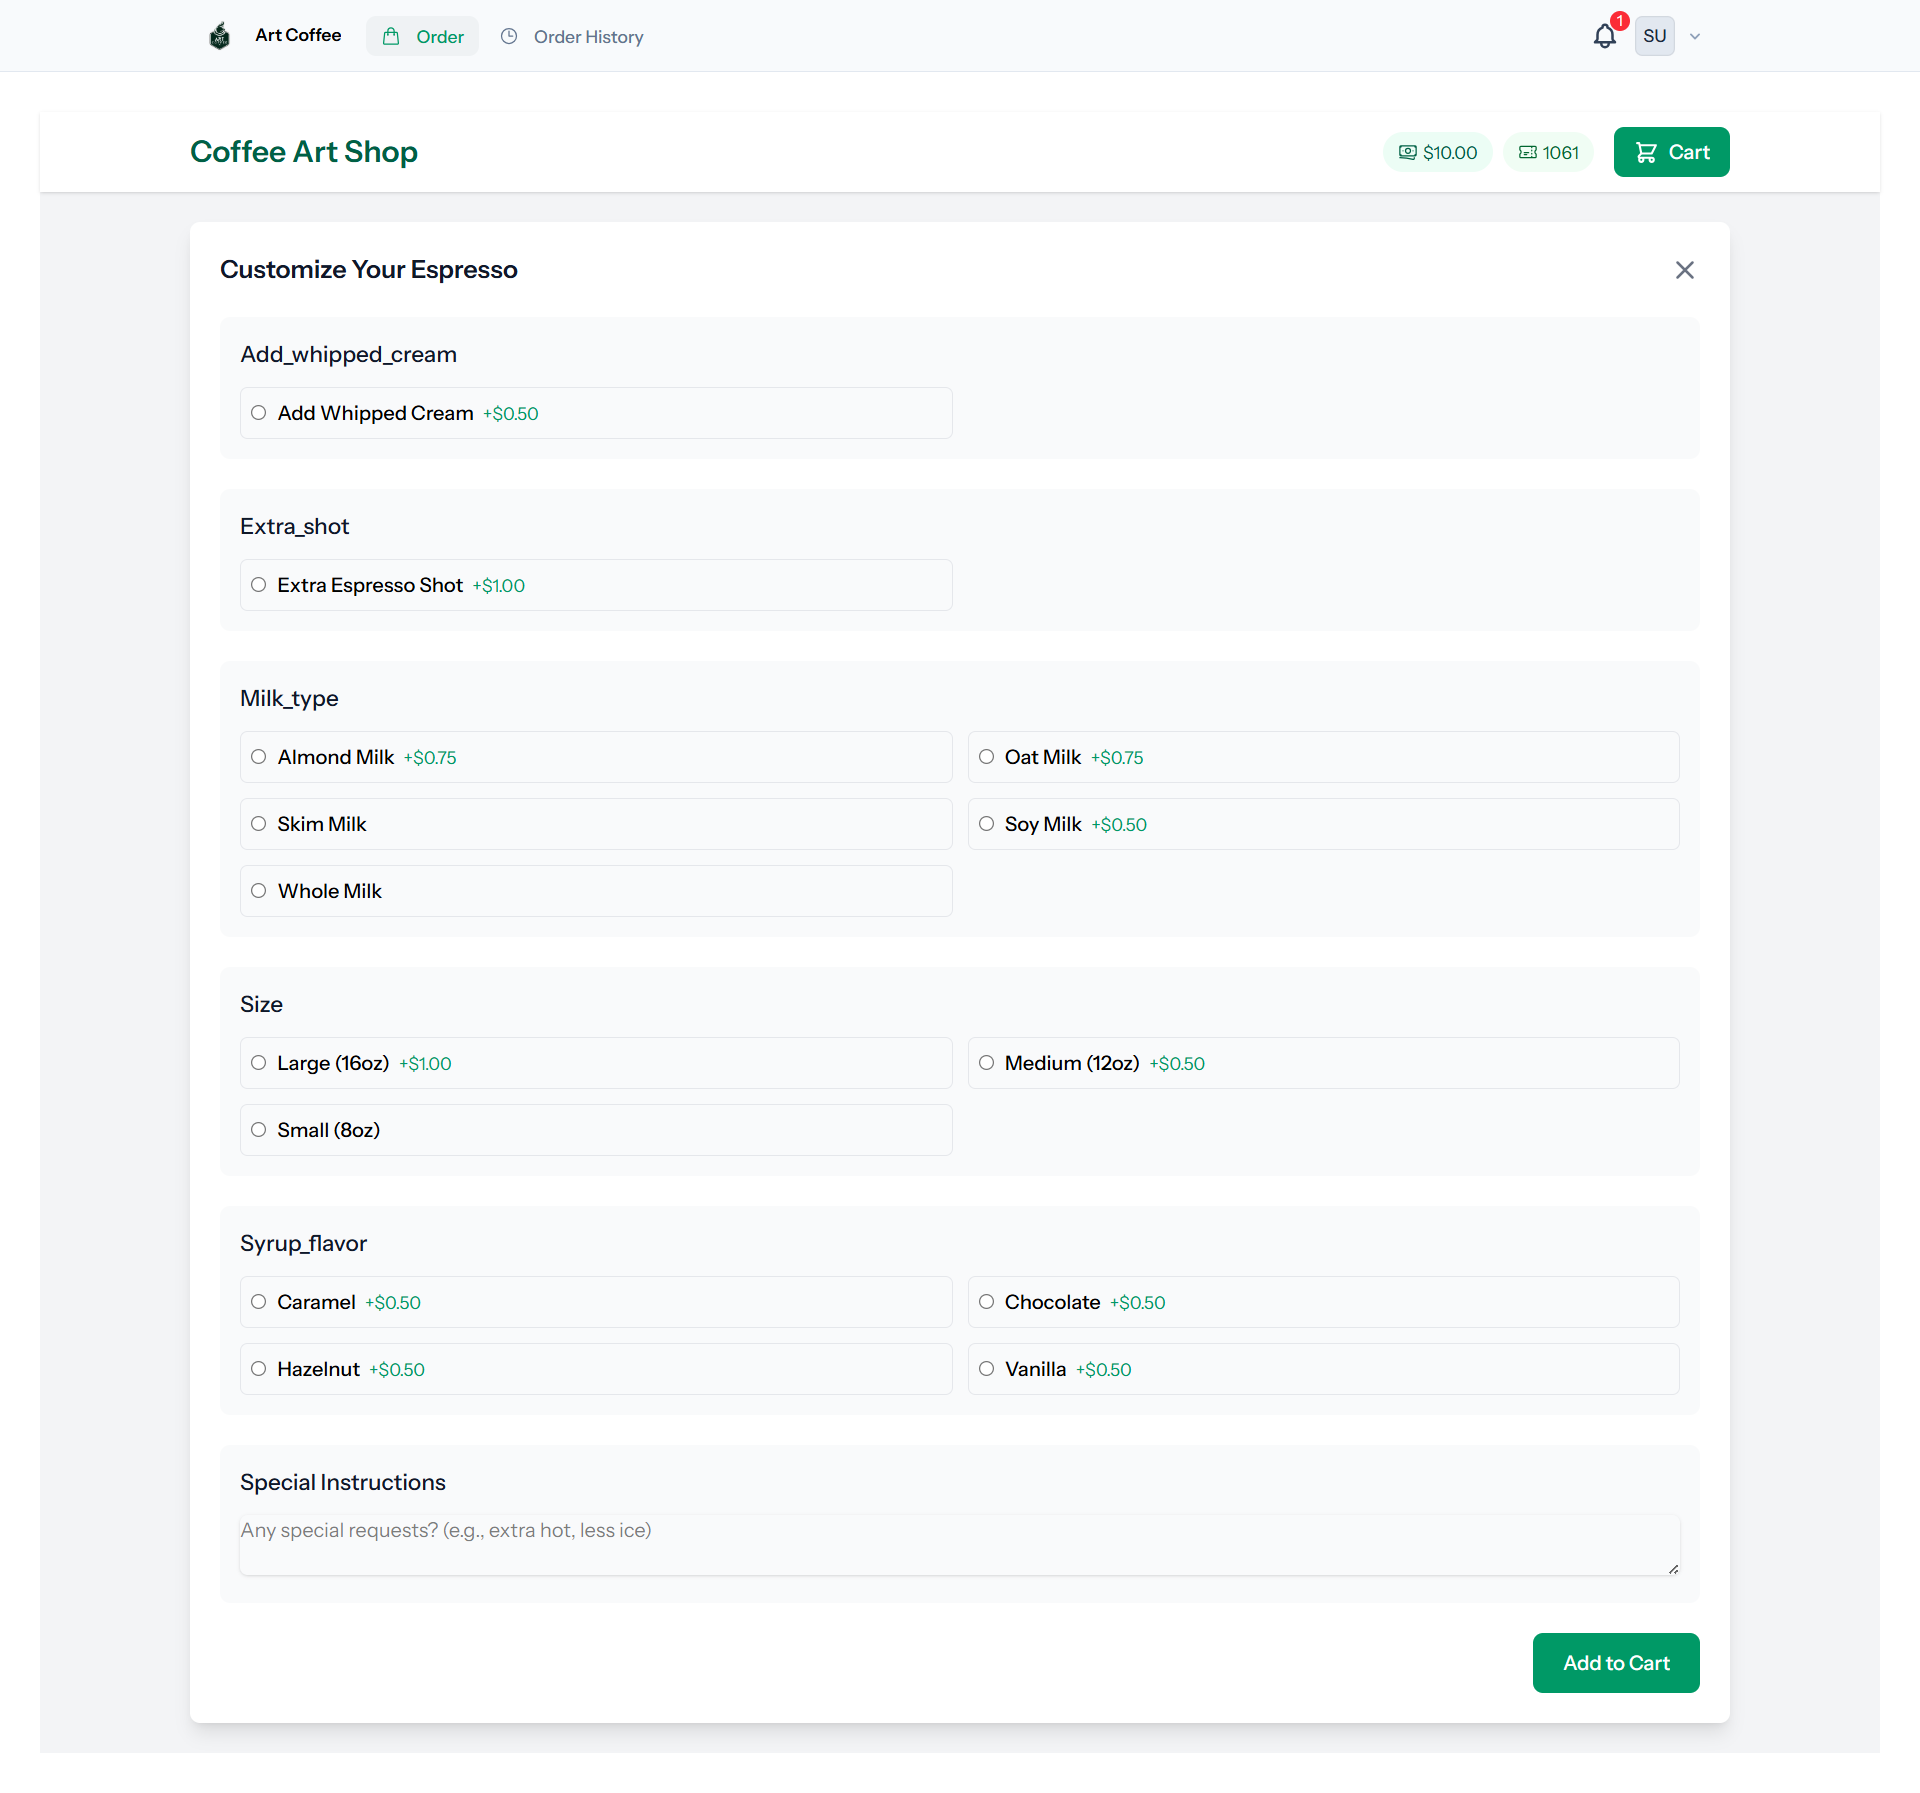 Art Coffee
Order
Order History
1
SU
Coffee Art Shop
$10.00
1061
Cart
Customize Your Espresso
Add_whipped_cream
Add Whipped Cream +$0.50
Extra_shot
Extra Espresso Shot +$1.00
Milk_type
Almond Milk +$0.75
Oat Milk +$0.75
Skim Milk
Soy Milk +$0.50
Whole Milk
Size
Large (16oz) +$1.00
Medium (12oz) +$0.50
Small (8oz)
Syrup_flavor
Caramel +$0.50
Chocolate +$0.50
Hazelnut +$0.50
Vanilla +$0.50
Special Instructions
Any special requests? (e.g., extra hot, less ice)
Add to Cart